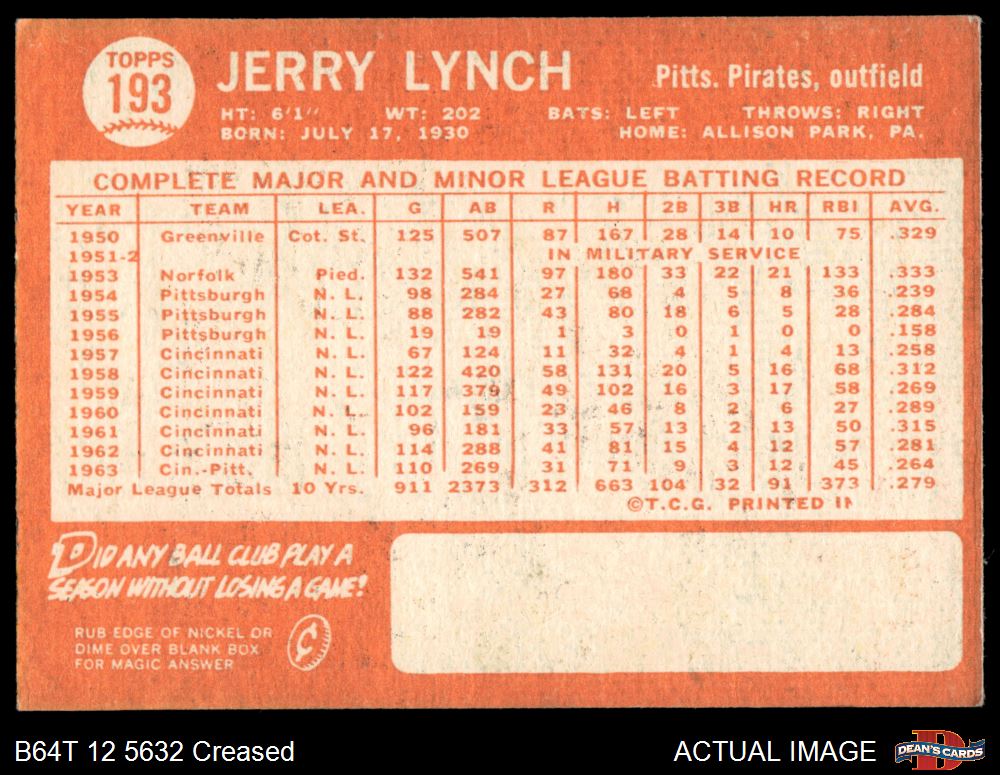 TOPPS
193
JERRY LYNCH
Pitts. Pirates, outfield
HT: 6'1" WT: 202 BATS: LEFT THROWS: RIGHT
BORN: JULY 17, 1930 HOME: ALLISON PARK, PA.
COMPLETE MAJOR AND MINOR LEAGUE BATTING RECORD
YEAR TEAM LEA. G AB R H 2B 3B HR RBI AVG.
1950 Greenville Cot. St. 125 507 87 167 28 14 10 75 .329
1951-2 IN MILITARY SERVICE
1953 Norfolk Pied. 132 541 97 180 33 22 21 133 .333
1954 Pittsburgh N. L. 98 284 27 68 4 5 8 36 .239
1955 Pittsburgh N. L. 88 282 43 80 18 6 5 28 .284
1956 Pittsburgh N. L. 19 19 1 3 0 1 0 0 .158
1957 Cincinnati N. L. 67 124 11 32 4 1 4 13 .258
1958 Cincinnati N. L. 122 420 58 131 20 5 16 68 .312
1959 Cincinnati N. L. 117 379 49 102 16 3 17 58 .269
1960 Cincinnati N. L. 102 159 23 46 8 2 6 27 .289
1961 Cincinnati N. L. 96 181 33 57 13 2 13 50 .315
1962 Cincinnati N. L. 114 288 41 81 15 4 12 57 .281
1963 Cin.-Pitt. N. L. 110 269 31 71 9 3 12 45 .264
Major League Totals 10 Yrs. 911 2373 312 663 104 32 91 373 .279
©T.C.G. PRINTED IN
DID ANY BALL CLUB PLAY A
SEASON WITHOUT LOSING A GAME!
RUB EDGE OF NICKEL OR
DIME OVER BLANK BOX
FOR MAGIC ANSWER
B64T 12 5632 Creased
ACTUAL IMAGE
DEAN'S CARDS